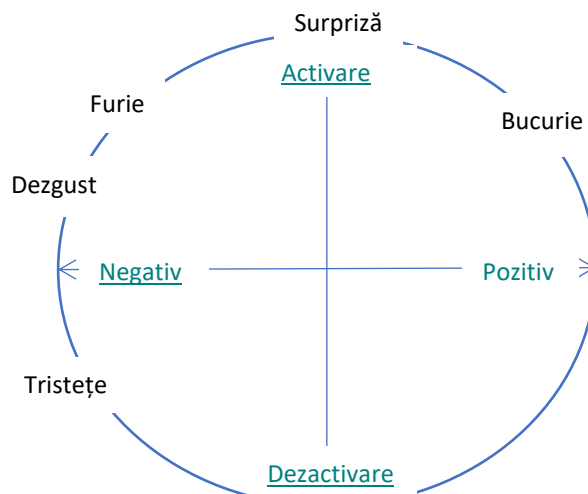 Surpriză
Activare
Furie
Bucurie
Dezgust
Negativ
Pozitiv
Tristețe
Dezactivare